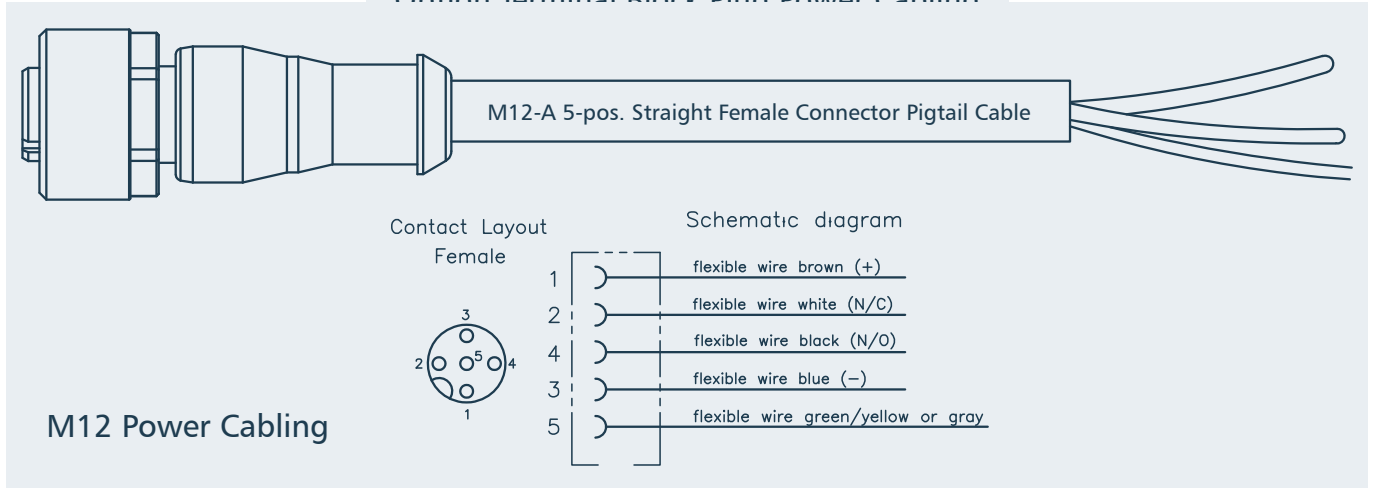 M12-A 5-pos. Straight Female Connector Pigtail Cable
Contact Layout
Female
Schematic diagram
1 flexible wire brown (+)
2 flexible wire white (N/C)
4 flexible wire black (N/O)
3 flexible wire blue (−)
5 flexible wire green/yellow or gray
3
2 5 4
1
M12 Power Cabling